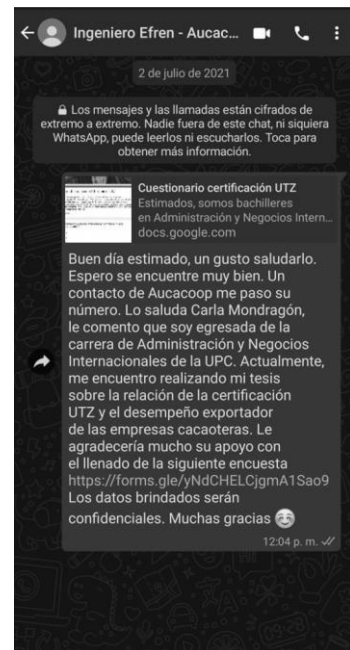 Ingeniero Efren - Aucac...
2 de julio de 2021
Los mensajes y las llamadas están cifrados de
extremo a extremo. Nadie fuera de este chat, ni siquiera
WhatsApp, puede leerlos ni escucharlos. Toca para
obtener más información.
Cuestionario certificación UTZ
Estimados, somos bachilleres
en Administración y Negocios Intern...
docs.google.com
Buen día estimado, un gusto saludarlo.
Espero se encuentre muy bien. Un
contacto de Aucacoop me paso su
número. Lo saluda Carla Mondragón,
le comento que soy egresada de la
carrera de Administración y Negocios
Internacionales de la UPC. Actualmente,
me encuentro realizando mi tesis
sobre la relación de la certificación
UTZ y el desempeño exportador
de las empresas cacaoteras. Le
agradecería mucho su apoyo con
el llenado de la siguiente encuesta
https://forms.gle/yNdCHELCjgmA1Sao9
Los datos brindados serán
confidenciales. Muchas gracias ☺️
12:04 p. m.